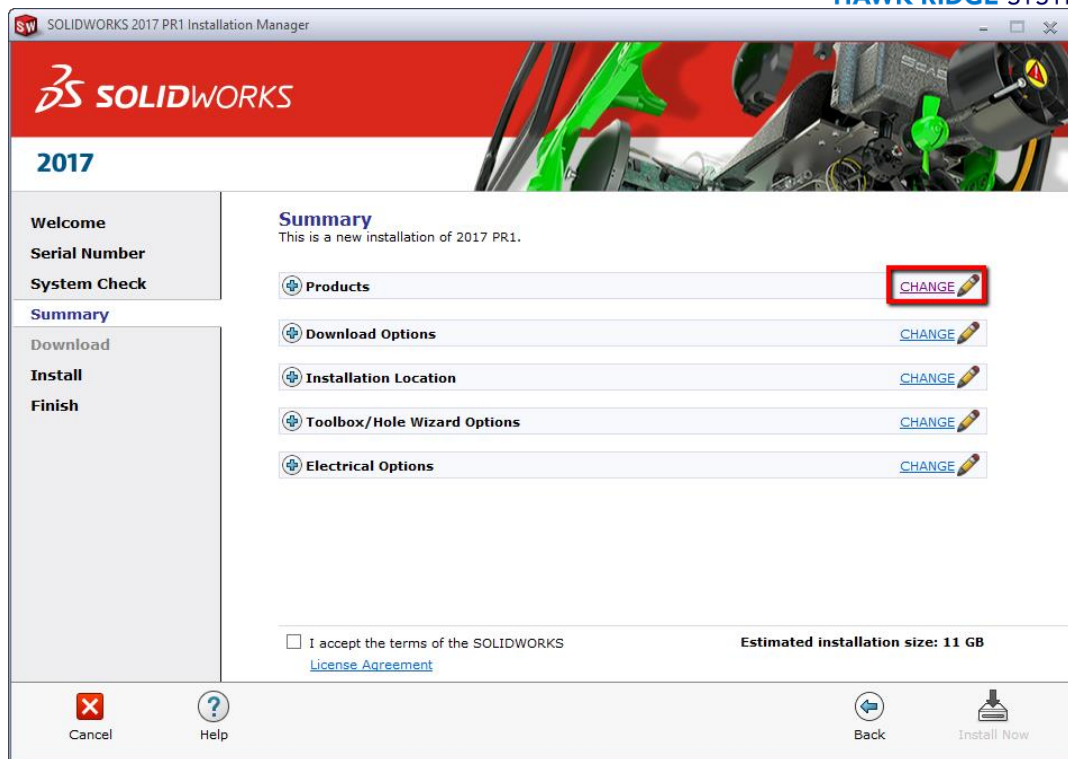 HAWK RIDGE SYST
SOLIDWORKS 2017 PR1 Installation Manager
SOLIDWORKS
2017
Welcome
Serial Number
System Check
Summary
Download
Install
Finish
Summary
This is a new installation of 2017 PR1.
Products CHANGE
Download Options CHANGE
Installation Location CHANGE
Toolbox/Hole Wizard Options CHANGE
Electrical Options CHANGE
I accept the terms of the SOLIDWORKS
License Agreement
Estimated installation size: 11 GB
Cancel Help Back Install Now